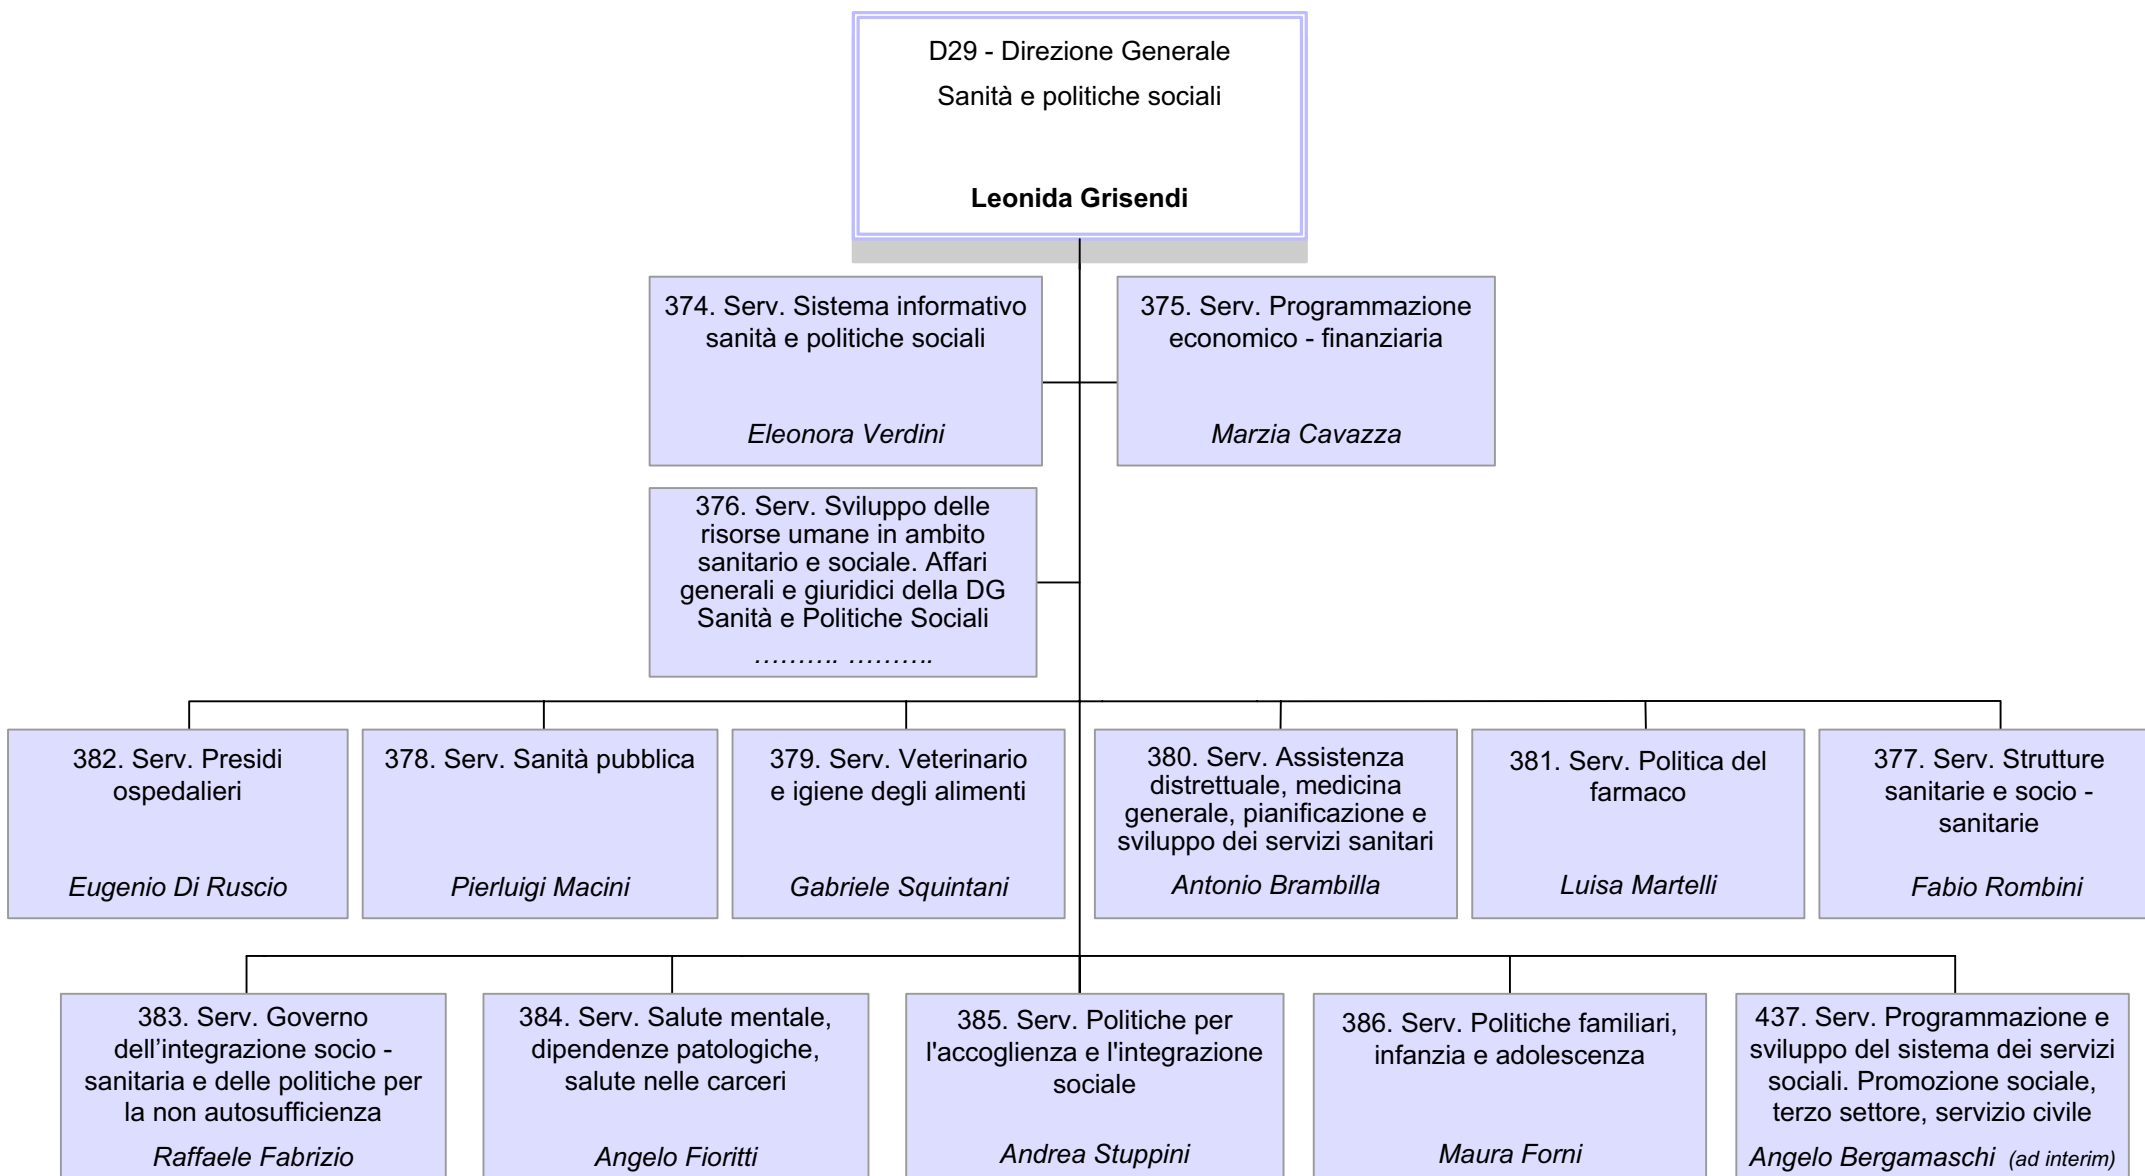 D29 - Direzione Generale
Sanità e politiche sociali
Leonida Grisendi
374. Serv. Sistema informativo
sanità e politiche sociali
Eleonora Verdini
375. Serv. Programmazione
economico - finanziaria
Marzia Cavazza
376. Serv. Sviluppo delle
risorse umane in ambito
sanitario e sociale. Affari
generali e giuridici della DG
Sanità e Politiche Sociali
………. ……….
382. Serv. Presidi
ospedalieri
Eugenio Di Ruscio
378. Serv. Sanità pubblica
Pierluigi Macini
379. Serv. Veterinario
e igiene degli alimenti
Gabriele Squintani
380. Serv. Assistenza
distrettuale, medicina
generale, pianificazione e
sviluppo dei servizi sanitari
Antonio Brambilla
381. Serv. Politica del
farmaco
Luisa Martelli
377. Serv. Strutture
sanitarie e socio -
sanitarie
Fabio Rombini
383. Serv. Governo
dell’integrazione socio -
sanitaria e delle politiche per
la non autosufficienza
Raffaele Fabrizio
384. Serv. Salute mentale,
dipendenze patologiche,
salute nelle carceri
Angelo Fioritti
385. Serv. Politiche per
l'accoglienza e l'integrazione
sociale
Andrea Stuppini
386. Serv. Politiche familiari,
infanzia e adolescenza
Maura Forni
437. Serv. Programmazione e
sviluppo del sistema dei servizi
sociali. Promozione sociale,
terzo settore, servizio civile
Angelo Bergamaschi (ad interim)